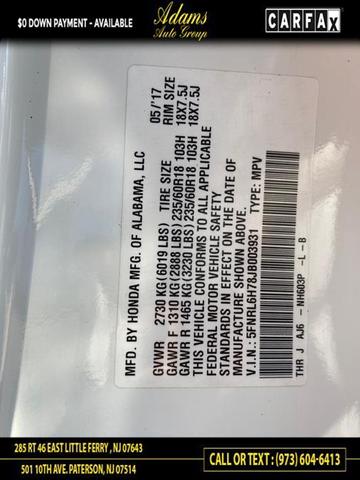 $0 DOWN PAYMENT - AVAILABLE
Adams
Auto Group
CARFAX
MFD. BY HONDA MFG. OF ALABAMA, LLC 05/'17
GVWR 2730 KG(6019 LBS) TIRE SIZE RIM SIZE
GAWR F 1310 KG(2888 LBS) 235/60R18 103H 18X7.5J
GAWR R 1465 KG(3230 LBS) 235/60R18 103H 18X7.5J
THIS VEHICLE CONFORMS TO ALL APPLICABLE
FEDERAL MOTOR VEHICLE SAFETY
STANDARDS IN EFFECT ON THE DATE OF
MANUFACTURE SHOWN ABOVE.
V.I.N.: 5FNRL6H78JB003931 TYPE: MPV
THR J AJ6 -NH603P -L -B
285 RT 46 EAST LITTLE FERRY , NJ 07643
501 10TH AVE. PATERSON, NJ 07514
CALL OR TEXT : (973) 604-6413